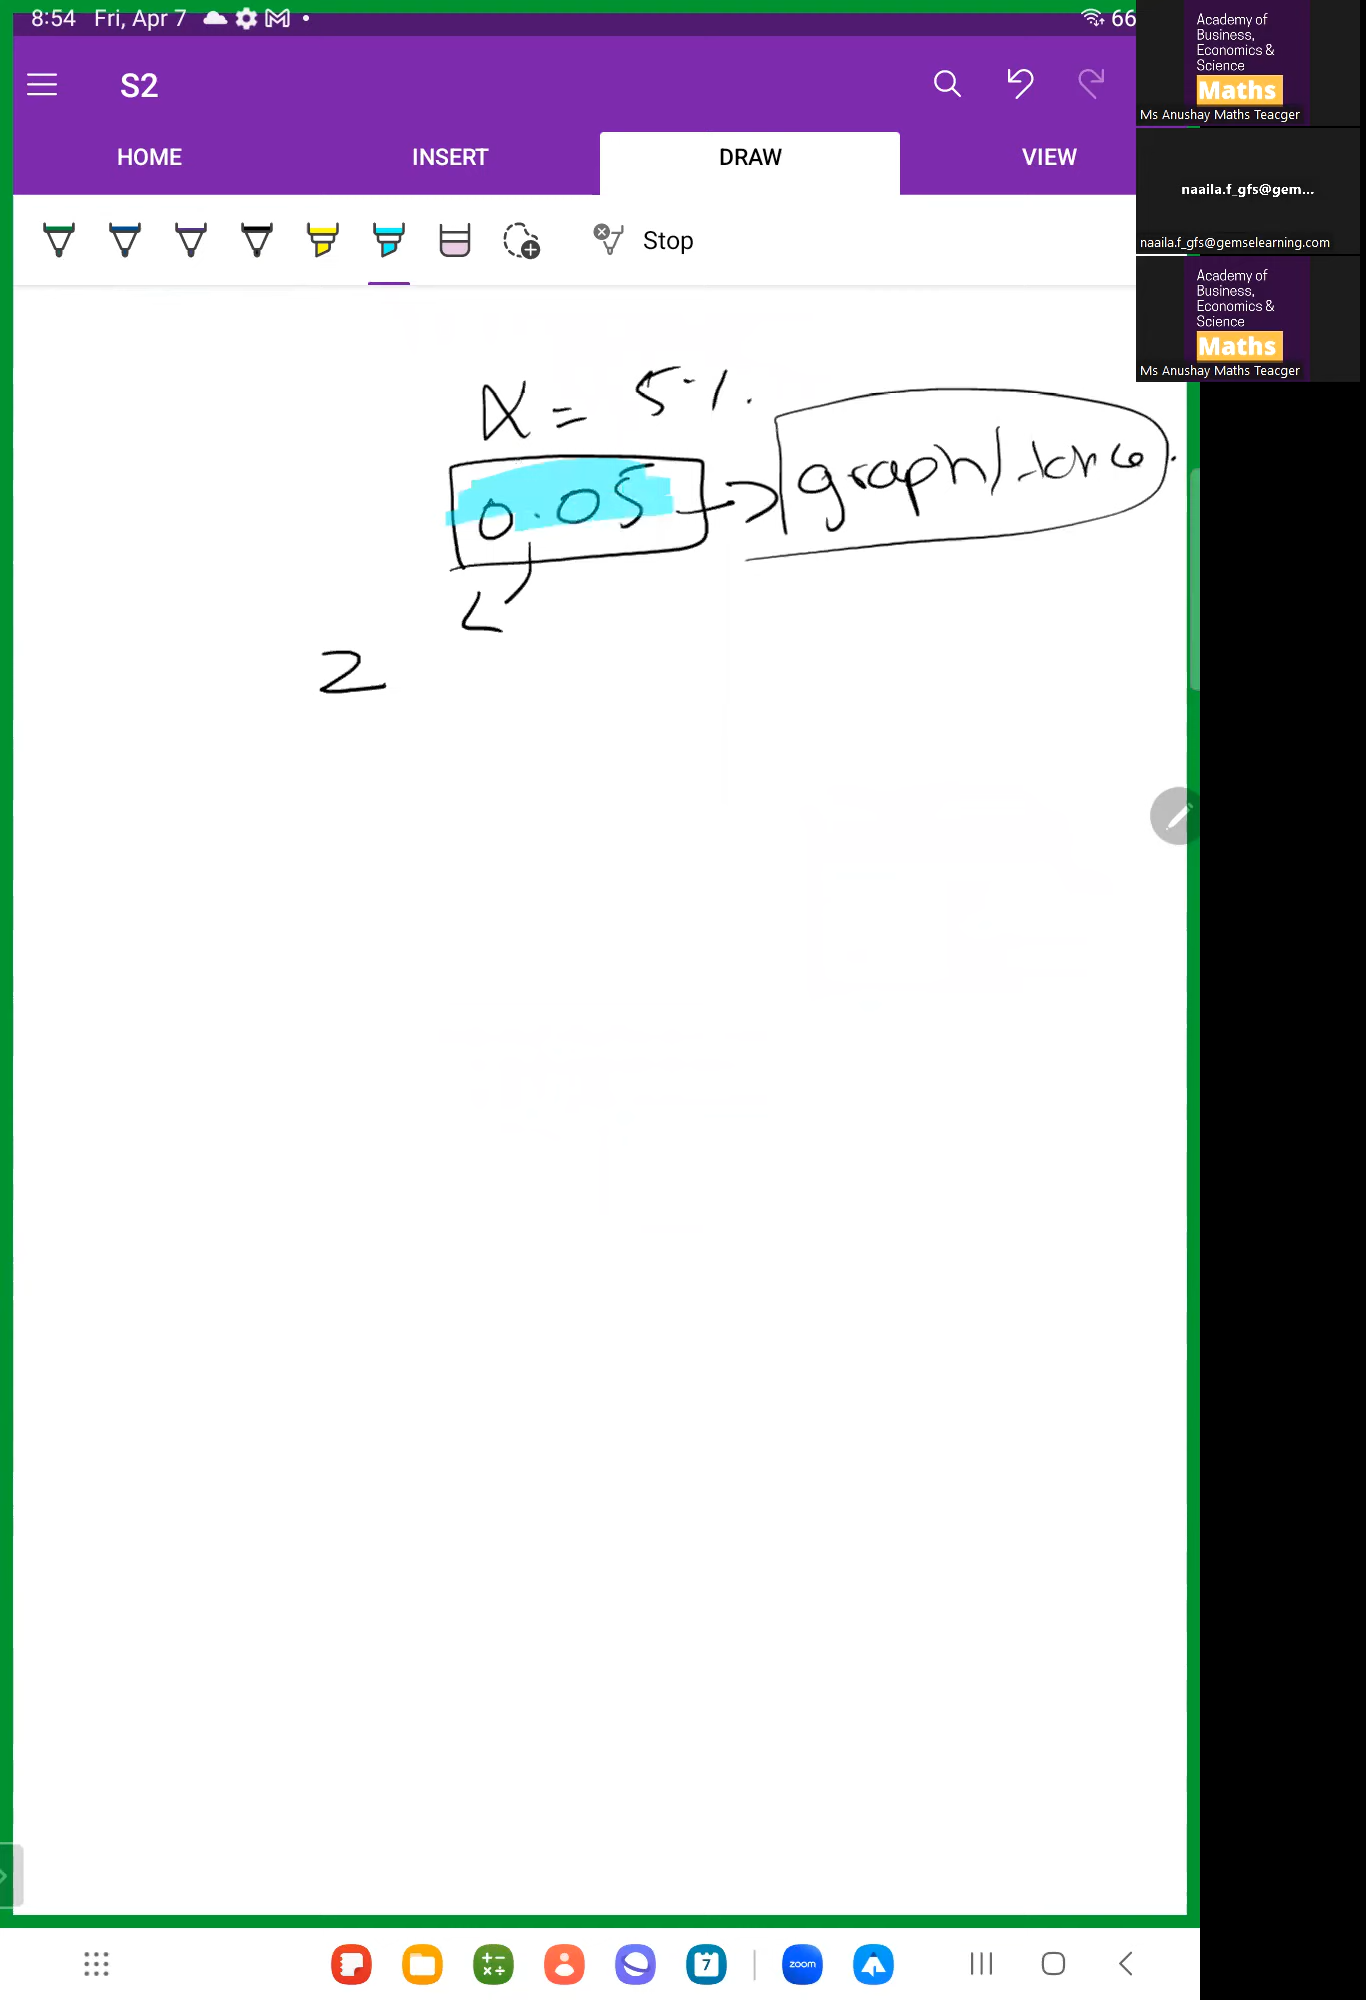 8:54 Fri, Apr 7
66
S2
HOME INSERT DRAW VIEW
Stop
Academy of
Business,
Economics &
Science
Maths
Ms Anushay Maths Teacger
naaila.f_gfs@gem...
naaila.f_gfs@gemselearning.com
Academy of
Business,
Economics &
Science
Maths
Ms Anushay Maths Teacger
α = 5%.
0.05 → graph/
2
7
zoom